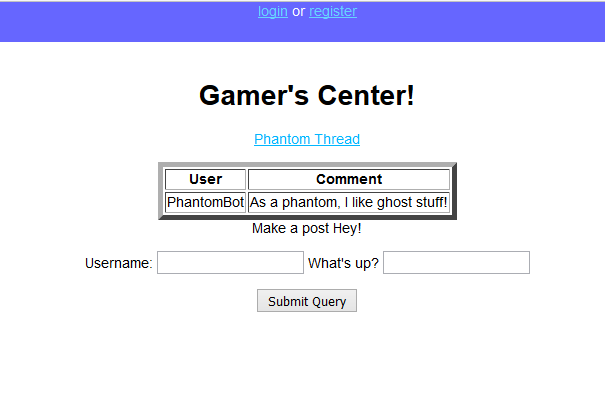 login or register
Gamer's Center!
Phantom Thread
User Comment
PhantomBot As a phantom, I like ghost stuff!
Make a post Hey!
Username: What's up?
Submit Query